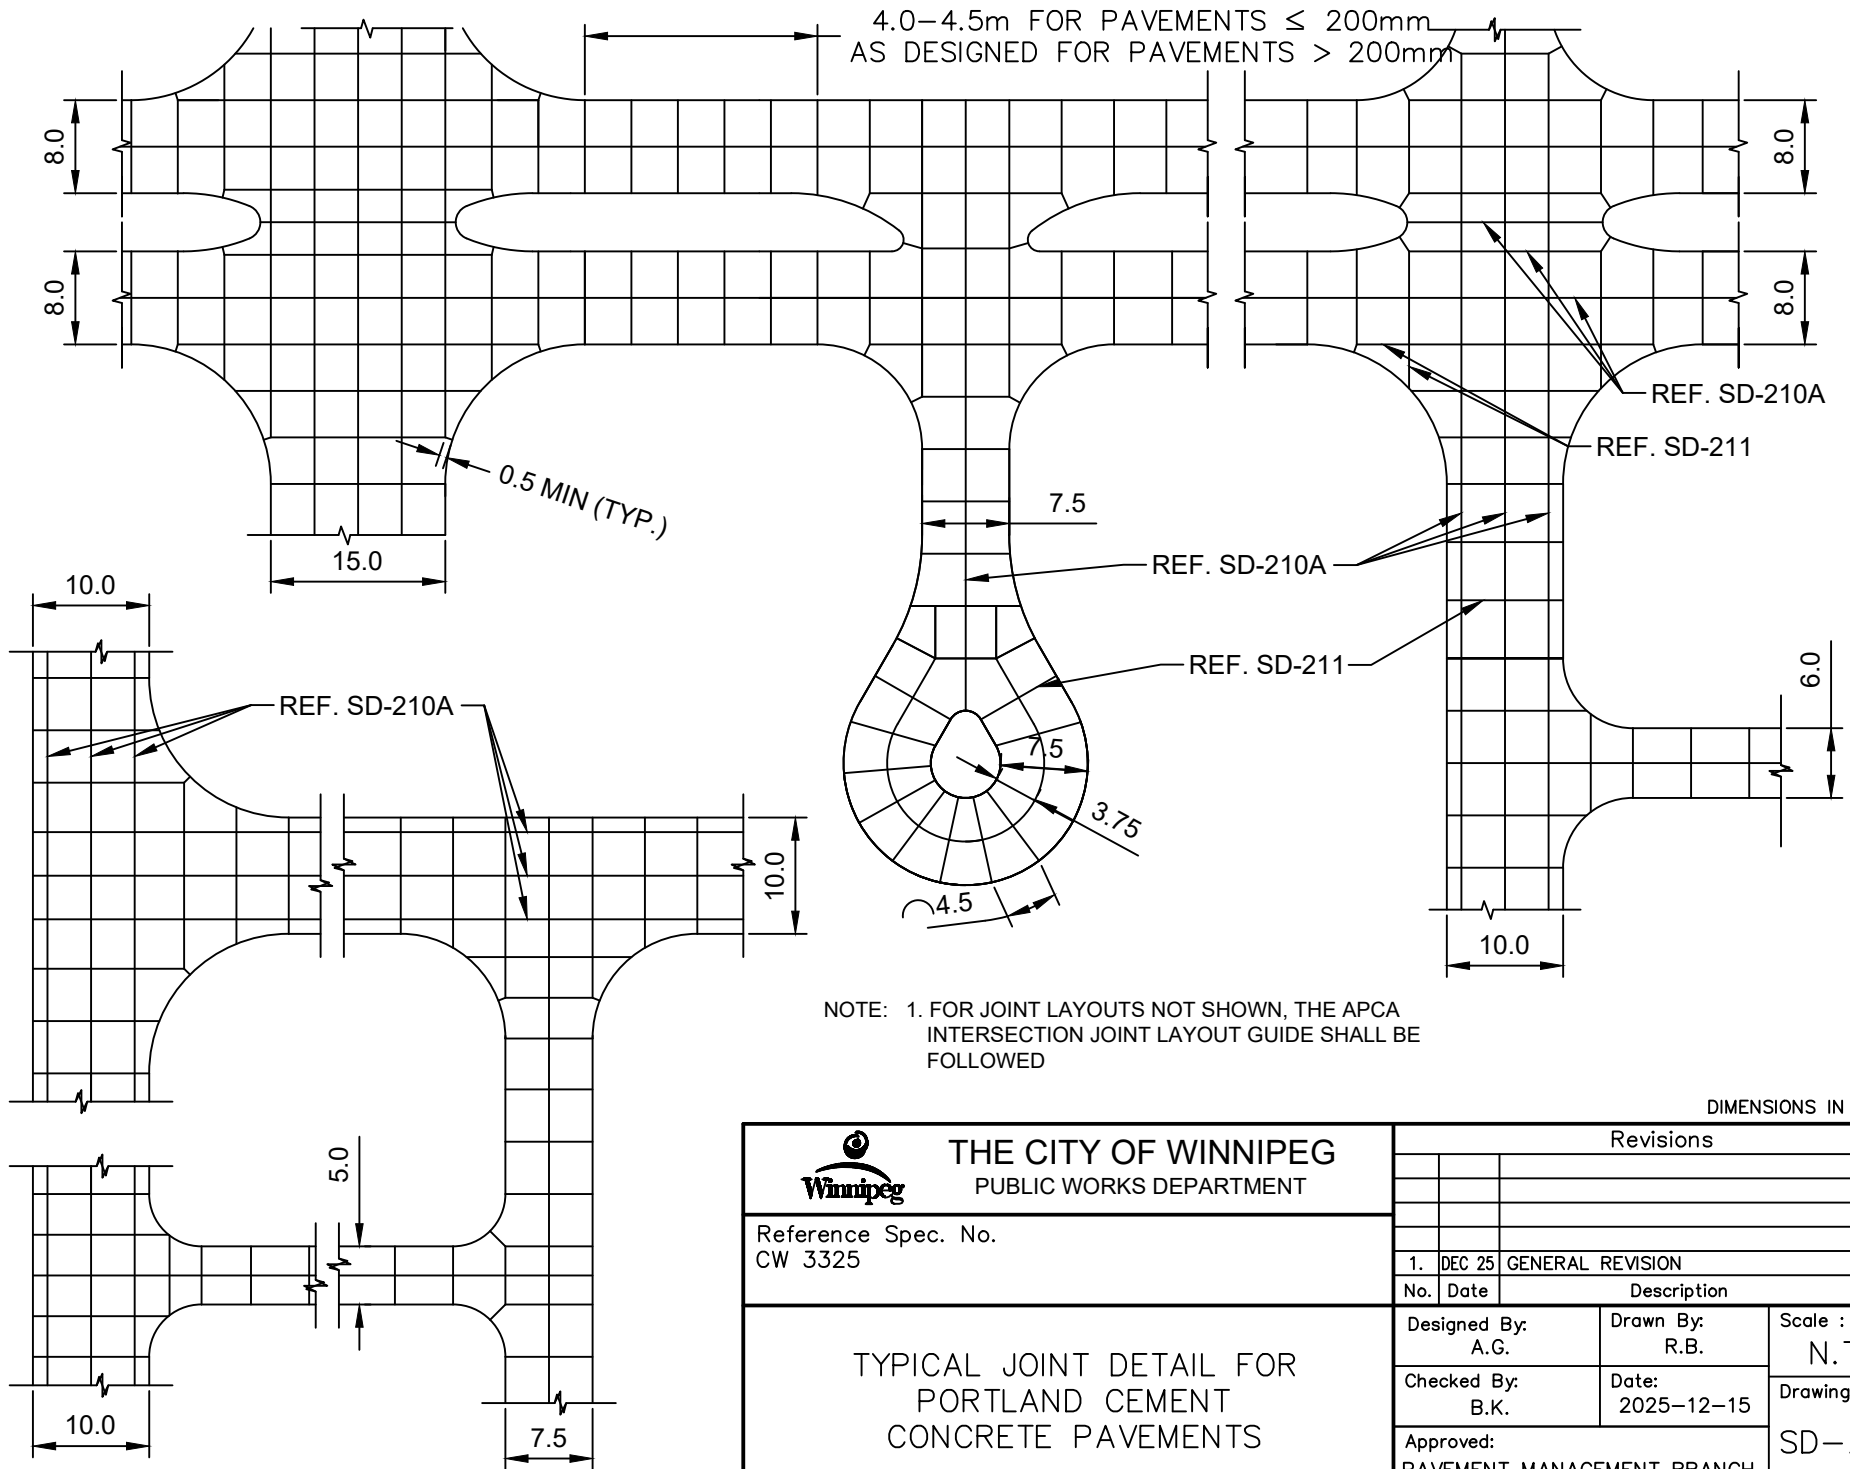 4.0-4.5m FOR PAVEMENTS ≤ 200mm
AS DESIGNED FOR PAVEMENTS > 200mm
8.0
8.0
8.0
8.0
REF. SD-210A
REF. SD-211
0.5 MIN (TYP.)
7.5
15.0
REF. SD-210A
10.0
REF. SD-211
6.0
REF. SD-210A
7.5
3.75
10.0
4.5
10.0
NOTE: 1. FOR JOINT LAYOUTS NOT SHOWN, THE APCA
INTERSECTION JOINT LAYOUT GUIDE SHALL BE
FOLLOWED
DIMENSIONS IN
5.0
10.0
7.5
Winnipeg
THE CITY OF WINNIPEG
PUBLIC WORKS DEPARTMENT
Reference Spec. No.
CW 3325
TYPICAL JOINT DETAIL FOR
PORTLAND CEMENT
CONCRETE PAVEMENTS
Revisions
1. DEC 25 GENERAL REVISION
No. Date Description
Designed By:
A.G.
Drawn By:
R.B.
Scale :
N.
Checked By:
B.K.
Date:
2025-12-15
Drawing
SD-
Approved:
PAVEMENT MANAGEMENT BRANCH